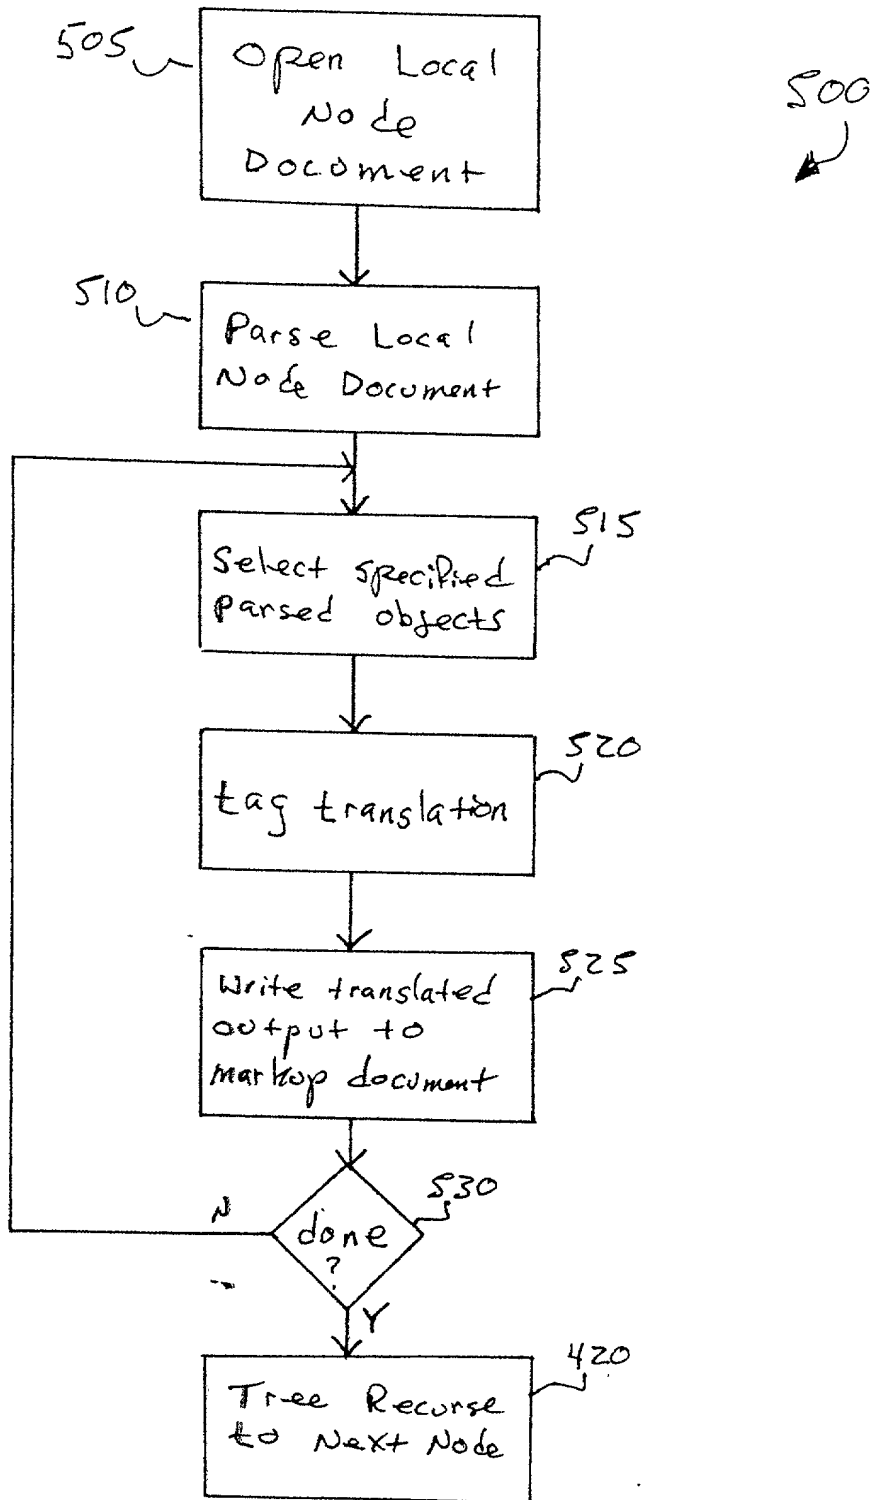 505
Open Local
Node
Document
500
510
Parse Local
Node Document
515
Select specified
parsed objects
520
tag translation
525
Write translated
output to
markup document
530
done
?
N
Y
420
Tree Recurse
to Next Node